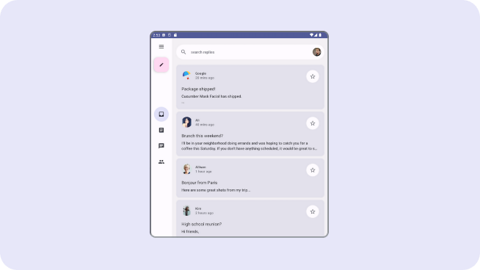 search replies
Google
20 mins ago
Package shipped!
Cucumber Mask Facial has shipped
...
Ali
40 mins ago
Brunch this weekend?
I'll be in your neighborhood doing errands and was hoping to catch you for a
coffee this Saturday. If you don't have anything scheduled, it would be great to s...
Allison
1 hour ago
Bonjour from Paris
Here are some great shots from my trip...
Kim
2 hours ago
High school reunion?
Hi friends,